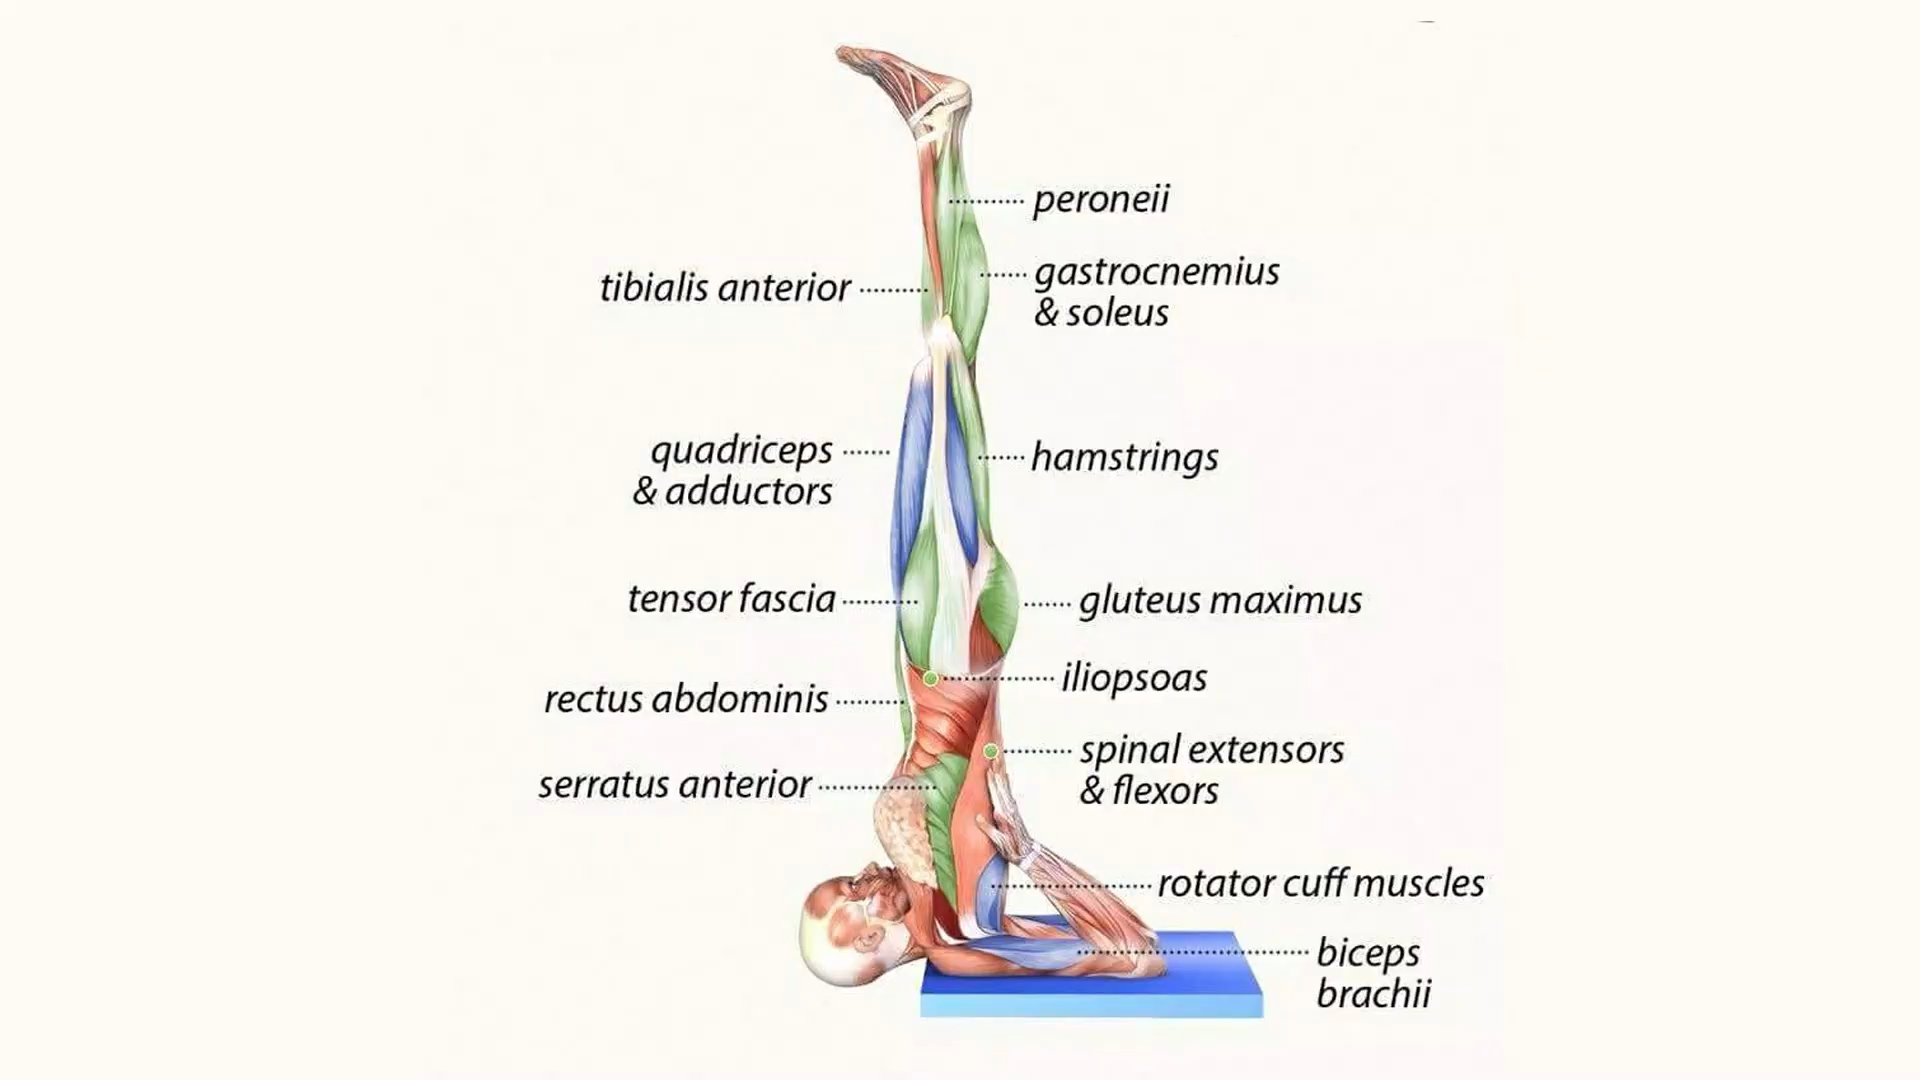 peroneii
tibialis anterior
gastrocnemius
& soleus
quadriceps
& adductors
hamstrings
tensor fascia
gluteus maximus
iliopsoas
rectus abdominis
spinal extensors
& flexors
serratus anterior
rotator cuff muscles
biceps
brachii